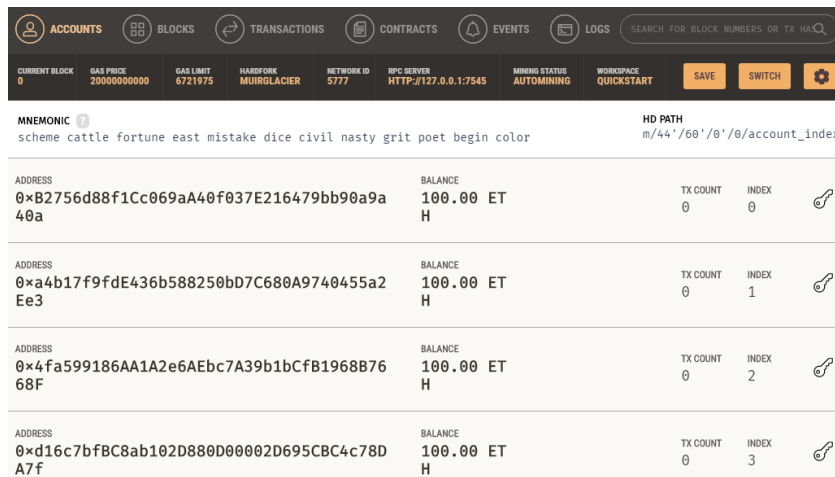 ACCOUNTS BLOCKS TRANSACTIONS CONTRACTS EVENTS LOGS SEARCH FOR BLOCK NUMBERS OR TX HAS
CURRENT BLOCK GAS PRICE GAS LIMIT HARDFORK NETWORK ID RPC SERVER MINING STATUS WORKSPACE
0 20000000000 6721975 MUIRGLACIER 5777 HTTP://127.0.0.1:7545 AUTOMINING QUICKSTART SAVE SWITCH
MNEMONIC ? HD PATH
scheme cattle fortune east mistake dice civil nasty grit poet begin color m/44'/60'/0'/0/account_index
ADDRESS BALANCE TX COUNT INDEX
0×B2756d88f1Cc069aA40f037E216479bb90a9a 100.00 ET 0 0
40a H
ADDRESS BALANCE TX COUNT INDEX
0×a4b17f9fdE436b588250bD7C680A9740455a2 100.00 ET 0 1
Ee3 H
ADDRESS BALANCE TX COUNT INDEX
0×4fa599186AA1A2e6AEbc7A39b1bCfB1968B76 100.00 ET 0 2
68F H
ADDRESS BALANCE TX COUNT INDEX
0×d16c7bfBC8ab102D880D00002D695CBC4c78D 100.00 ET 0 3
A7f H